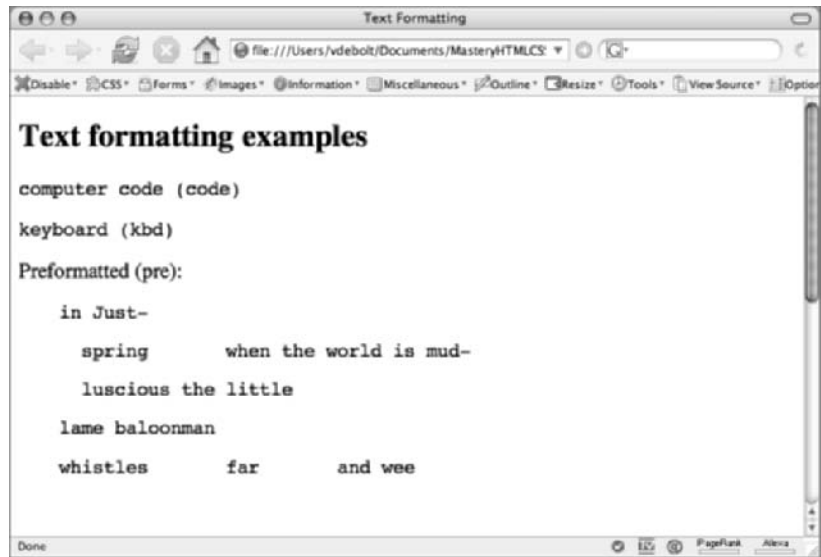 Text Formatting
file:///Users/vdebolt/Documents/MasteryHTMLCS
Disable CSS Forms Images Information Miscellaneous Outline Resize Tools View Source Option
Text formatting examples
computer code (code)
keyboard (kbd)
Preformatted (pre):
in Just-
spring when the world is mud-
luscious the little
lame baloonman
whistles far and wee
Done PageRank Alexa